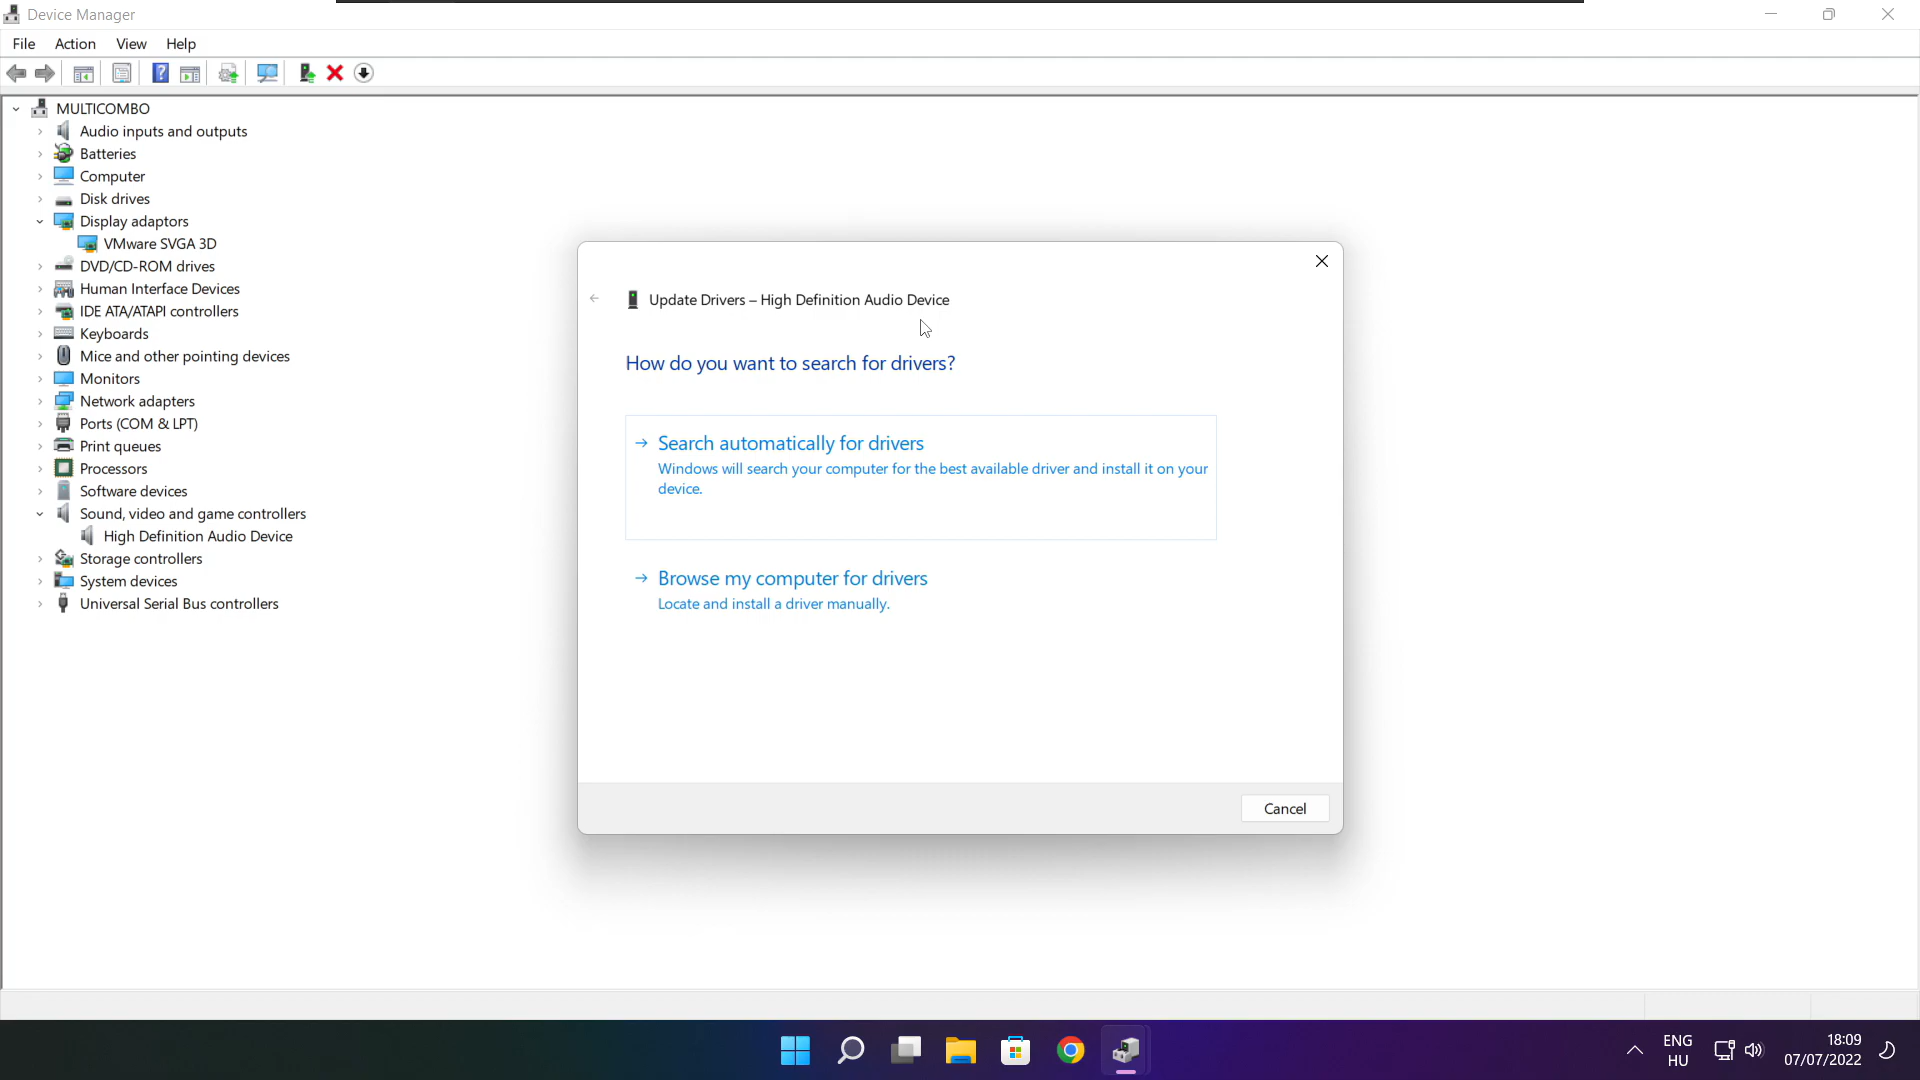 Device Manager
File Action View Help
MULTICOMBO
Audio inputs and outputs
Batteries
Computer
Disk drives
Display adaptors
VMware SVGA 3D
DVD/CD-ROM drives
Human Interface Devices
IDE ATA/ATAPI controllers
Keyboards
Mice and other pointing devices
Monitors
Network adapters
Ports (COM & LPT)
Print queues
Processors
Software devices
Sound, video and game controllers
High Definition Audio Device
Storage controllers
System devices
Universal Serial Bus controllers
Update Drivers – High Definition Audio Device
How do you want to search for drivers?
Search automatically for drivers
Windows will search your computer for the best available driver and install it on your
device.
Browse my computer for drivers
Locate and install a driver manually.
Cancel
ENG
HU
18:09
07/07/2022